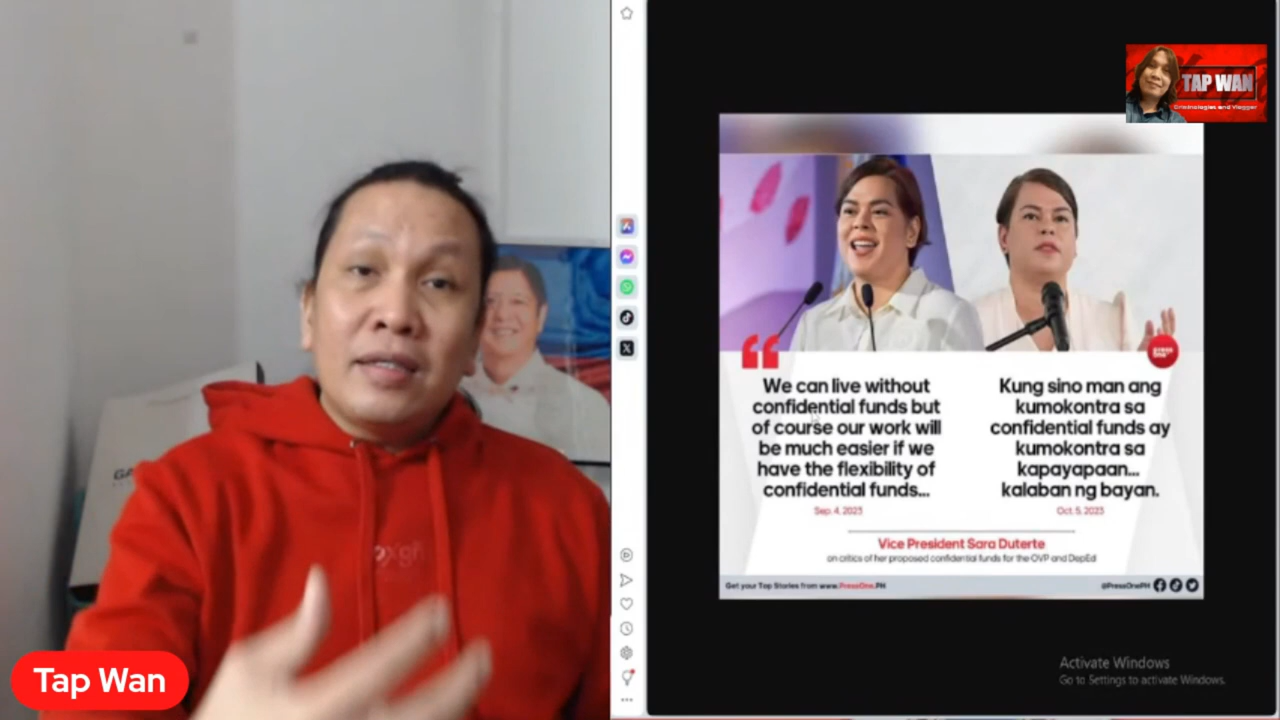 TAP WAN
Criminologist and Vlogger
We can live without
confidential funds but
of course our work will
be much easier if we
have the flexibility of
confidential funds...
Sep. 4, 2023
Kung sino man ang
kumokontra sa
confidential funds ay
kumokontra sa
kapayapaan...
kalaban ng bayan.
Oct. 5, 2023
Vice President Sara Duterte
on critics of her proposed confidential funds for the OVP and DepEd
Get your Top Stories from www.PressOne.PH
@PressOnePH
Activate Windows
Go to Settings to activate Windows.
Tap Wan